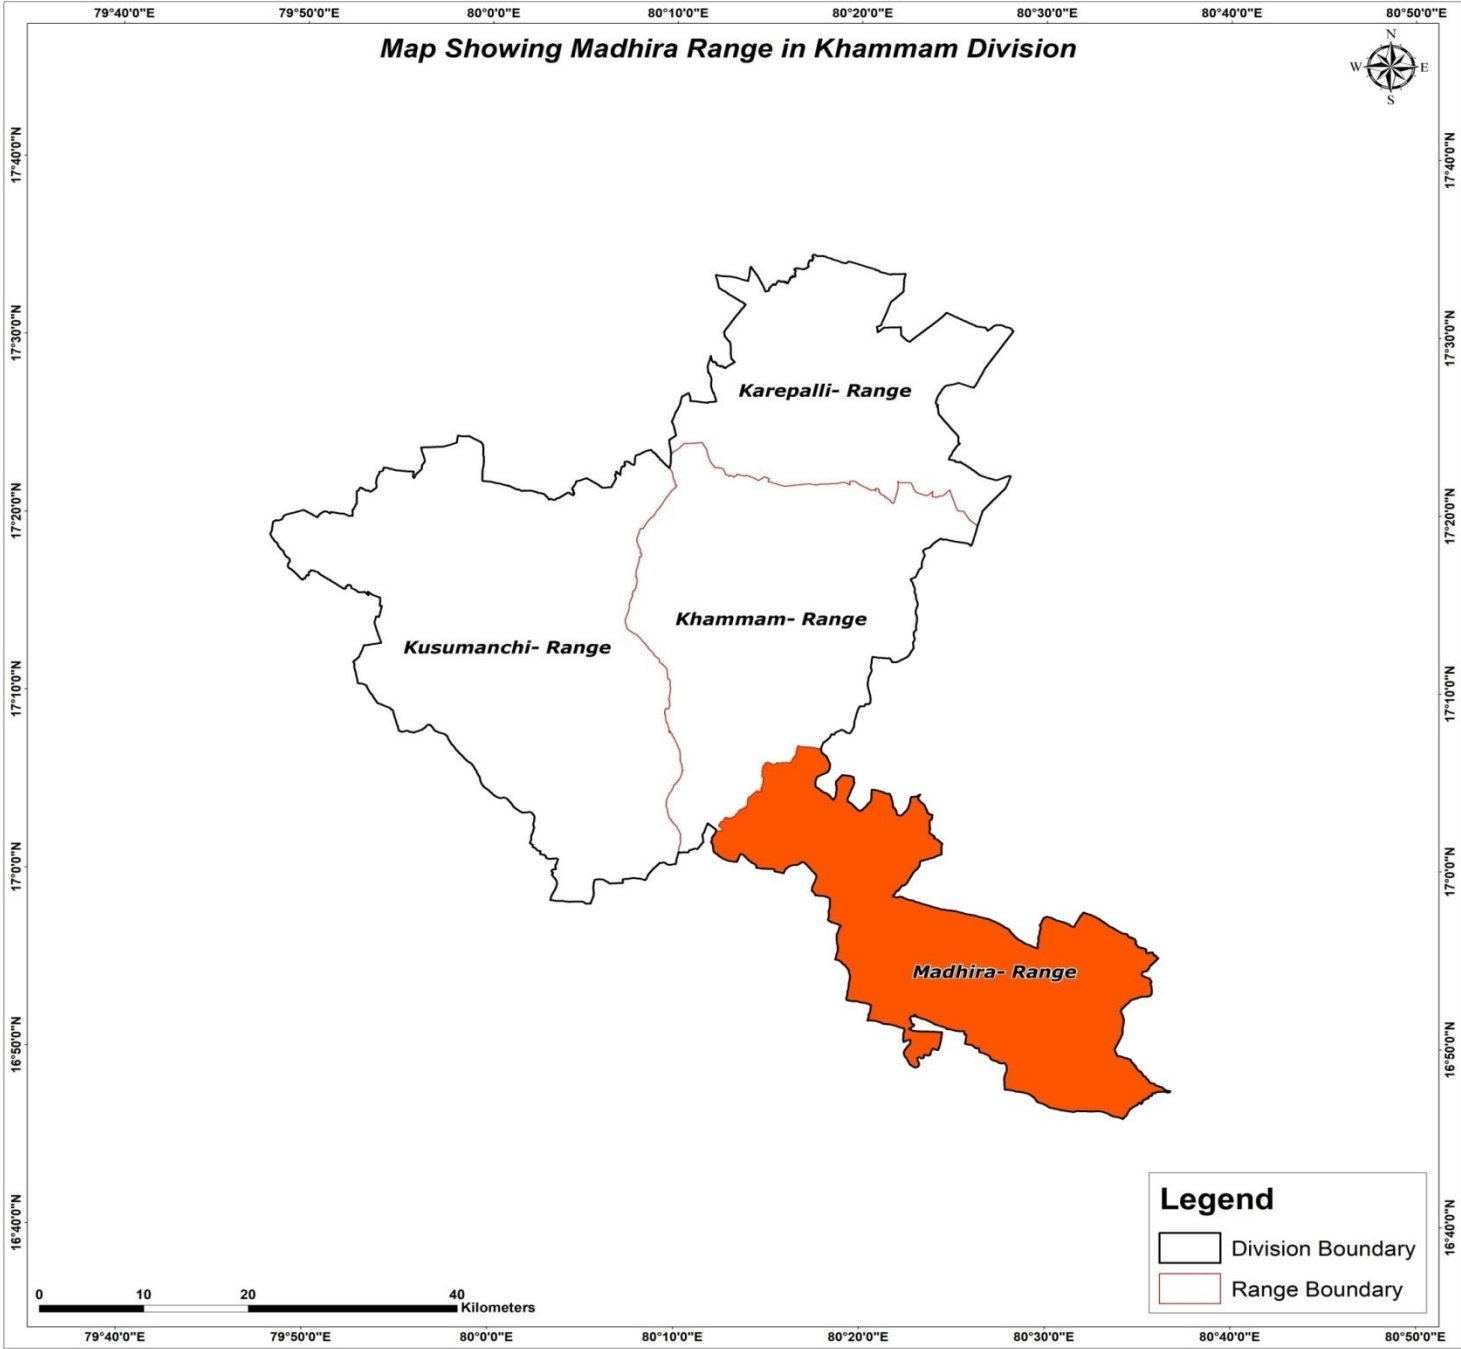 79°40'0"E 79°50'0"E 80°0'0"E 80°10'0"E 80°20'0"E 80°30'0"E 80°40'0"E 80°50'0"E
Map Showing Madhira Range in Khammam Division
N
W E
S
17°40'0"N 17°40'0"N
17°30'0"N 17°30'0"N
Karepalli- Range
17°20'0"N 17°20'0"N
Khammam- Range
Kusumanchi- Range
17°10'0"N 17°10'0"N
17°0'0"N 17°0'0"N
Madhira- Range
16°50'0"N 16°50'0"N
Legend
16°40'0"N 16°40'0"N
Division Boundary
Range Boundary
0 10 20 40
Kilometers
79°40'0"E 79°50'0"E 80°0'0"E 80°10'0"E 80°20'0"E 80°30'0"E 80°40'0"E 80°50'0"E